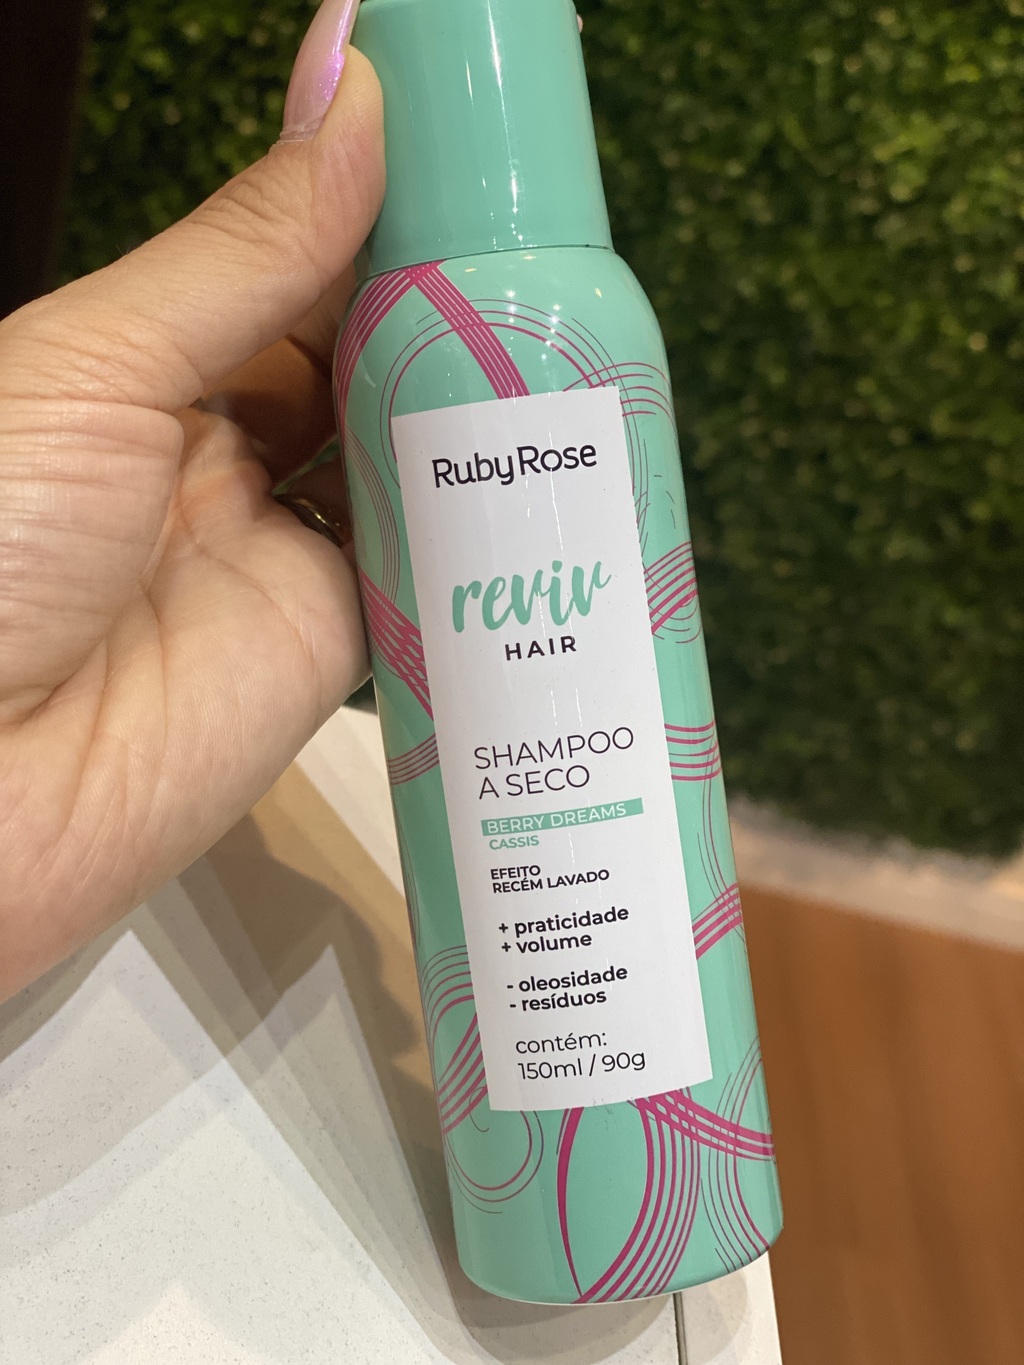 RubyRose
reviv
HAIR
SHAMPOO
A SECO
BERRY DREAMS
CASSIS
EFEITO
RECÉM LAVADO
+ praticidade
+ volume
- oleosidade
- resíduos
contém:
150ml / 90g